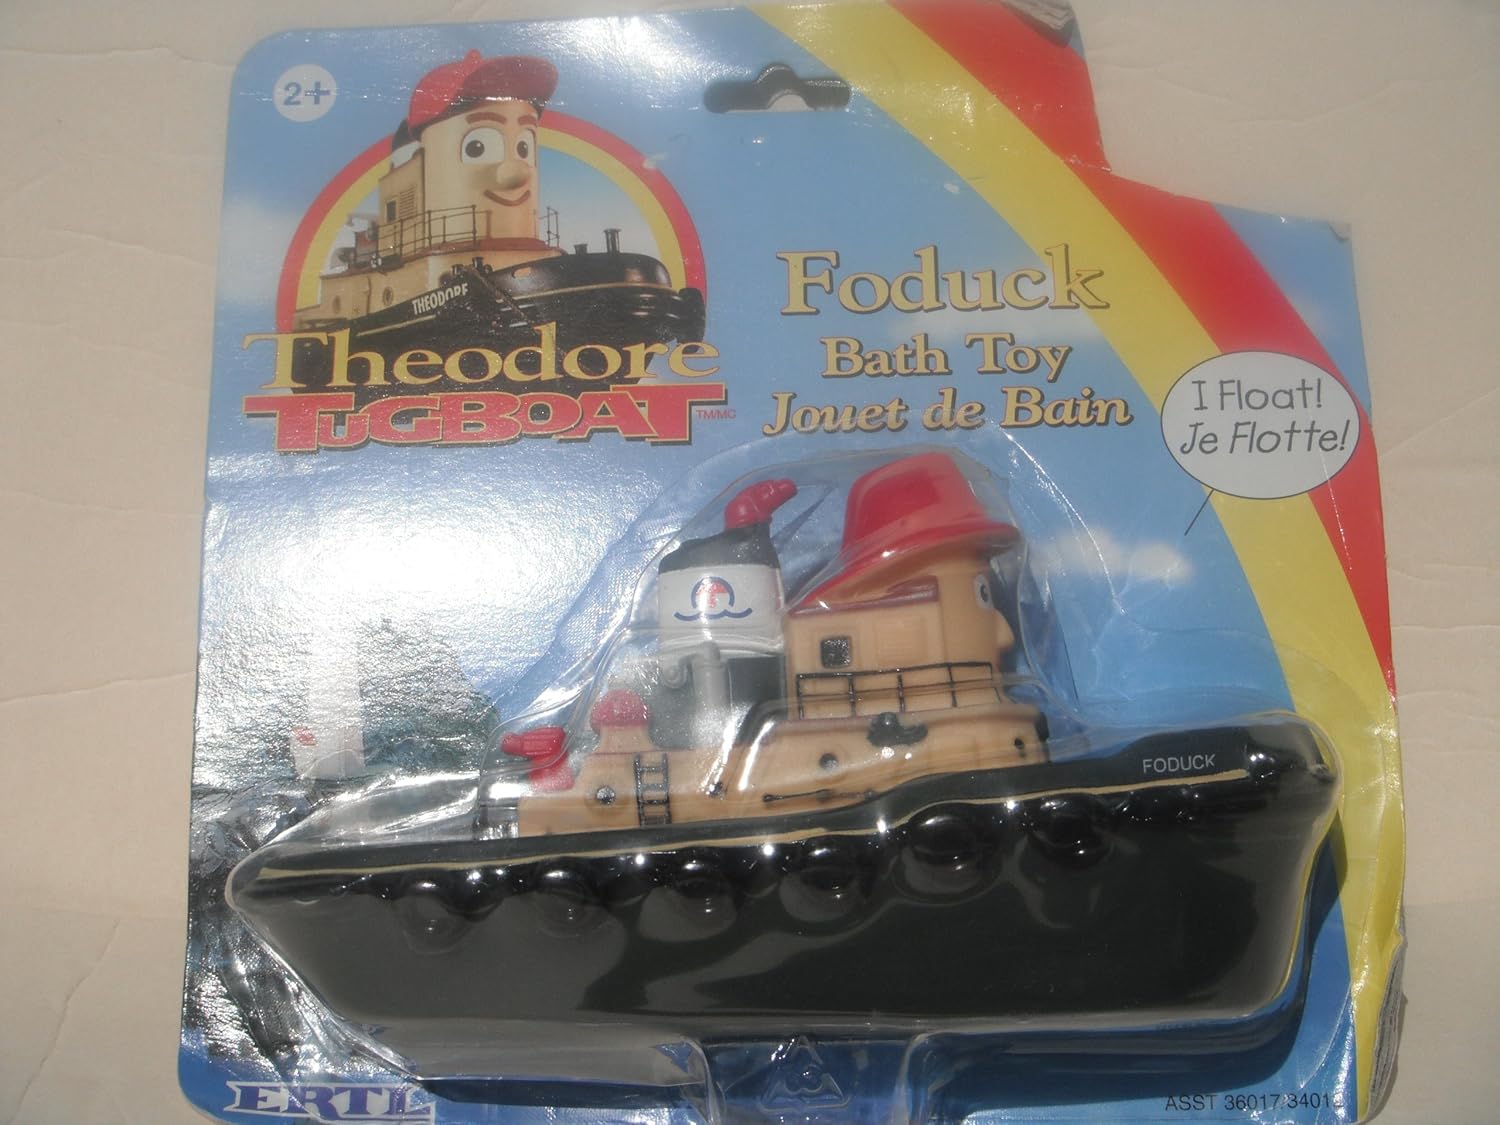 2+
THEODORE
Theodore
TUGBOAT TM/MC
Foduck
Bath Toy
Jouet de Bain
I Float!
Je Flotte!
FODUCK
ERTL
ASST 36017/3401